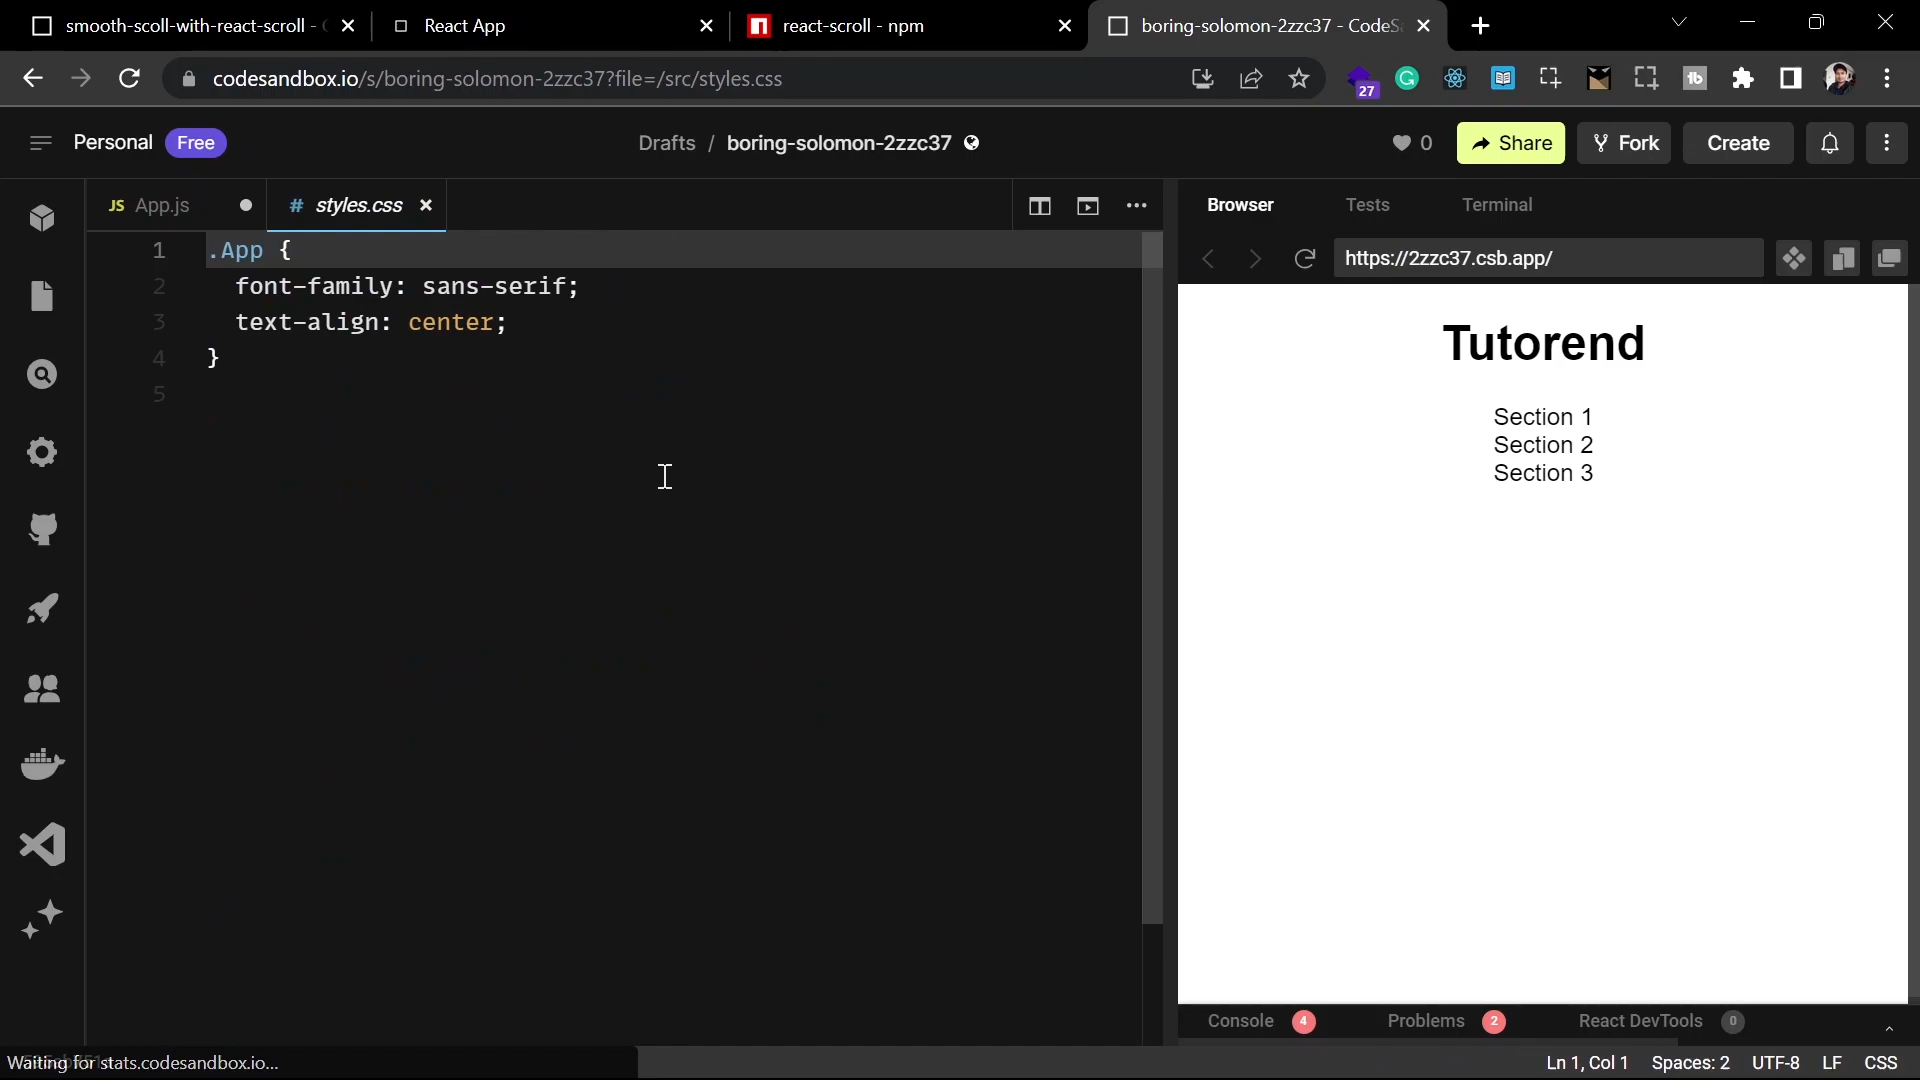 smooth-scoll-with-react-scroll -
React App
react-scroll - npm
boring-solomon-2zzc37 - CodeS
codesandbox.io/s/boring-solomon-2zzc37?file=/src/styles.css
27
Personal Free
Drafts / boring-solomon-2zzc37
0
Share
Fork
Create
JS App.js
# styles.css
Browser
Tests
Terminal
https://2zzc37.csb.app/
1 .App {
2 font-family: sans-serif;
3 text-align: center;
4 }
5
Tutorend
Section 1
Section 2
Section 3
Console 4
Problems 2
React DevTools 0
Waiting for stats.codesandbox.io...
Ln 1, Col 1
Spaces: 2
UTF-8
LF
CSS